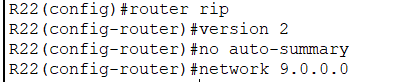 R22(config)#router rip
R22(config-router)#version 2
R22(config-router)#no auto-summary
R22(config-router)#network 9.0.0.0